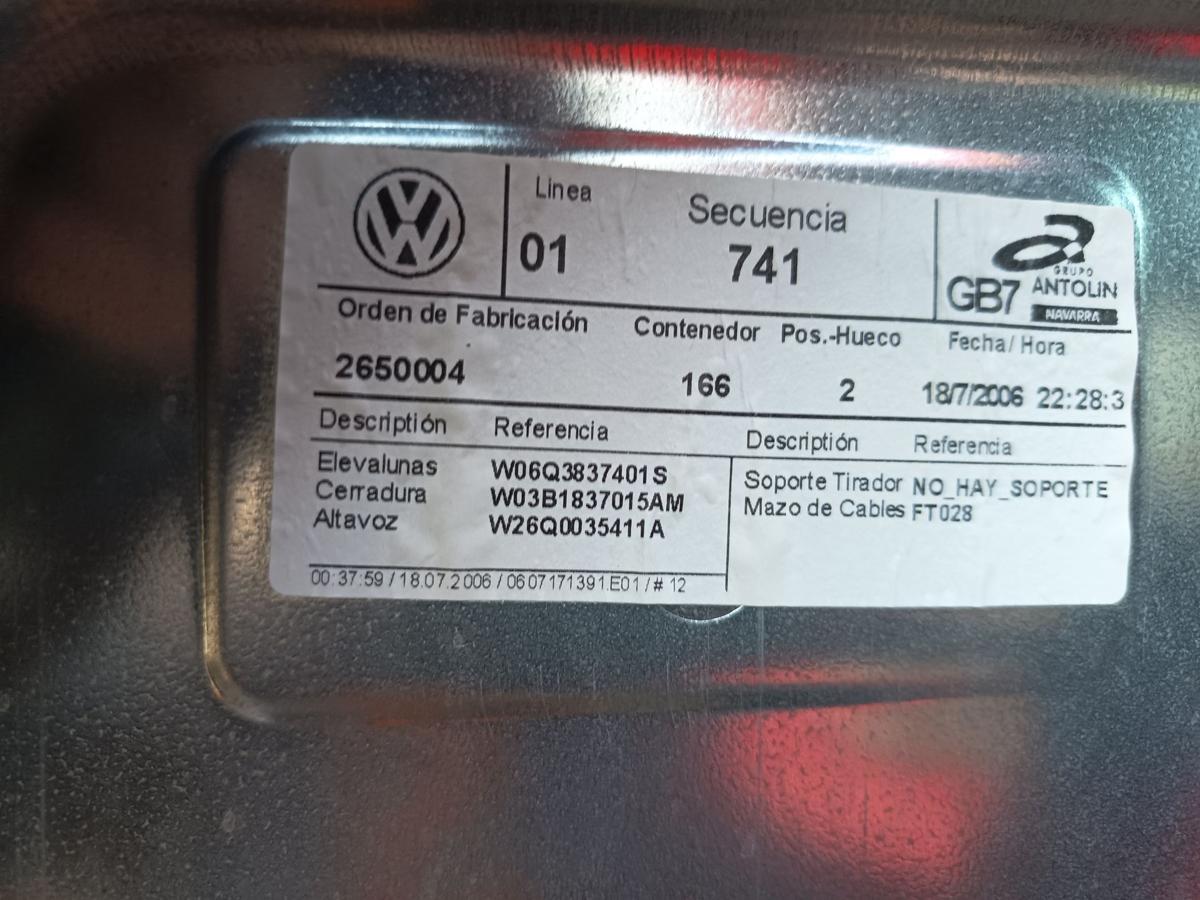 Linea
Secuencia
01
741
GRUPO
GB7 ANTOLIN
NAVARRA
Orden de Fabricación Contenedor Pos.-Hueco Fecha/ Hora
2650004 166 2 18/7/2006 22:28:3
Descriptión Referencia Descriptión Referencia
Elevalunas W06Q3837401S
Cerradura W03B1837015AM
Altavoz W26Q0035411A
Soporte Tirador NO_HAY_SOPORTE
Mazo de Cables FT028
00:37:59 / 18.07.2006 / 0607171391.E01 / # 12